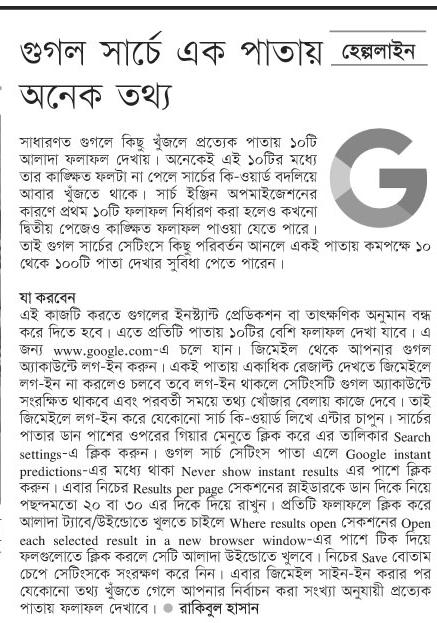 গুগল সার্চে এক পাতায়
হেল্পলাইন
অনেক তথ্য
সাধারণত গুগলে কিছু খুঁজলে প্রত্যেক পাতায় ১০টি
আলাদা ফলাফল দেখায়। অনেকেই এই ১০টির মধ্যে
তার কাঙ্ক্ষিত ফলটা না পেলে সার্চের কি-ওয়ার্ড বদলিয়ে
আবার খুঁজতে থাকে। সার্চ ইঞ্জিন অপমাইজেশনের
কারণে প্রথম ১০টি ফলাফল নির্ধারণ করা হলেও কখনো
দ্বিতীয় পেজেও কাঙ্ক্ষিত ফলাফল পাওয়া যেতে পারে।
তাই গুগল সার্চের সেটিংসে কিছু পরিবর্তন আনলে একই পাতায় কমপক্ষে ১০
থেকে ১০০টি পাতা দেখার সুবিধা পেতে পারেন।
যা করবেন
এই কাজটি করতে গুগলের ইনস্ট্যান্ট প্রেডিকশন বা তাৎক্ষণিক অনুমান বন্ধ
করে দিতে হবে। এতে প্রতিটি পাতায় ১০টির বেশি ফলাফল দেখা যাবে। এ
জন্য www.google.com-এ চলে যান। জিমেইল থেকে আপনার গুগল
অ্যাকাউন্টে লগ-ইন করুন। একই পাতায় একাধিক রেজাল্ট দেখতে জিমেইলে
লগ-ইন না করলেও চলবে তবে লগ-ইন থাকলে সেটিংসটি গুগল অ্যাকাউন্টে
সংরক্ষিত থাকবে এবং পরবর্তী সময়ে তথ্য খোঁজার বেলায় কাজে দেবে। তাই
জিমেইলে লগ-ইন করে যেকোনো সার্চ কি-ওয়ার্ড লিখে এন্টার চাপুন। সার্চের
পাতার ডান পাশের ওপরের গিয়ার মেনুতে ক্লিক করে এর তালিকার Search
settings-এ ক্লিক করুন। গুগল সার্চ সেটিংস পাতা এলে Google instant
predictions-এর মধ্যে থাকা Never show instant results এর পাশে ক্লিক
করুন। এবার নিচের Results per page সেকশনের স্লাইডারকে ডান দিকে নিয়ে
পছন্দমতো ২০ বা ৩০ এর দিকে দিয়ে রাখুন। প্রতিটি ফলাফলে ক্লিক করে
আলাদা ট্যাবে/উইন্ডোতে খুলতে চাইলে Where results open সেকশনের Open
each selected result in a new browser window-এর পাশে টিক দিয়ে
ফলগুলোতে ক্লিক করলে সেটি আলাদা উইন্ডোতে খুলবে। নিচের Save বোতাম
চেপে সেটিংসকে সংরক্ষণ করে নিন। এবার জিমেইল সাইন-ইন করার পর
যেকোনো তথ্য খুঁজতে গেলে আপনার নির্বাচন করা সংখ্যা অনুযায়ী প্রত্যেক
পাতায় ফলাফল দেখাবে। ● রাকিবুল হাসান